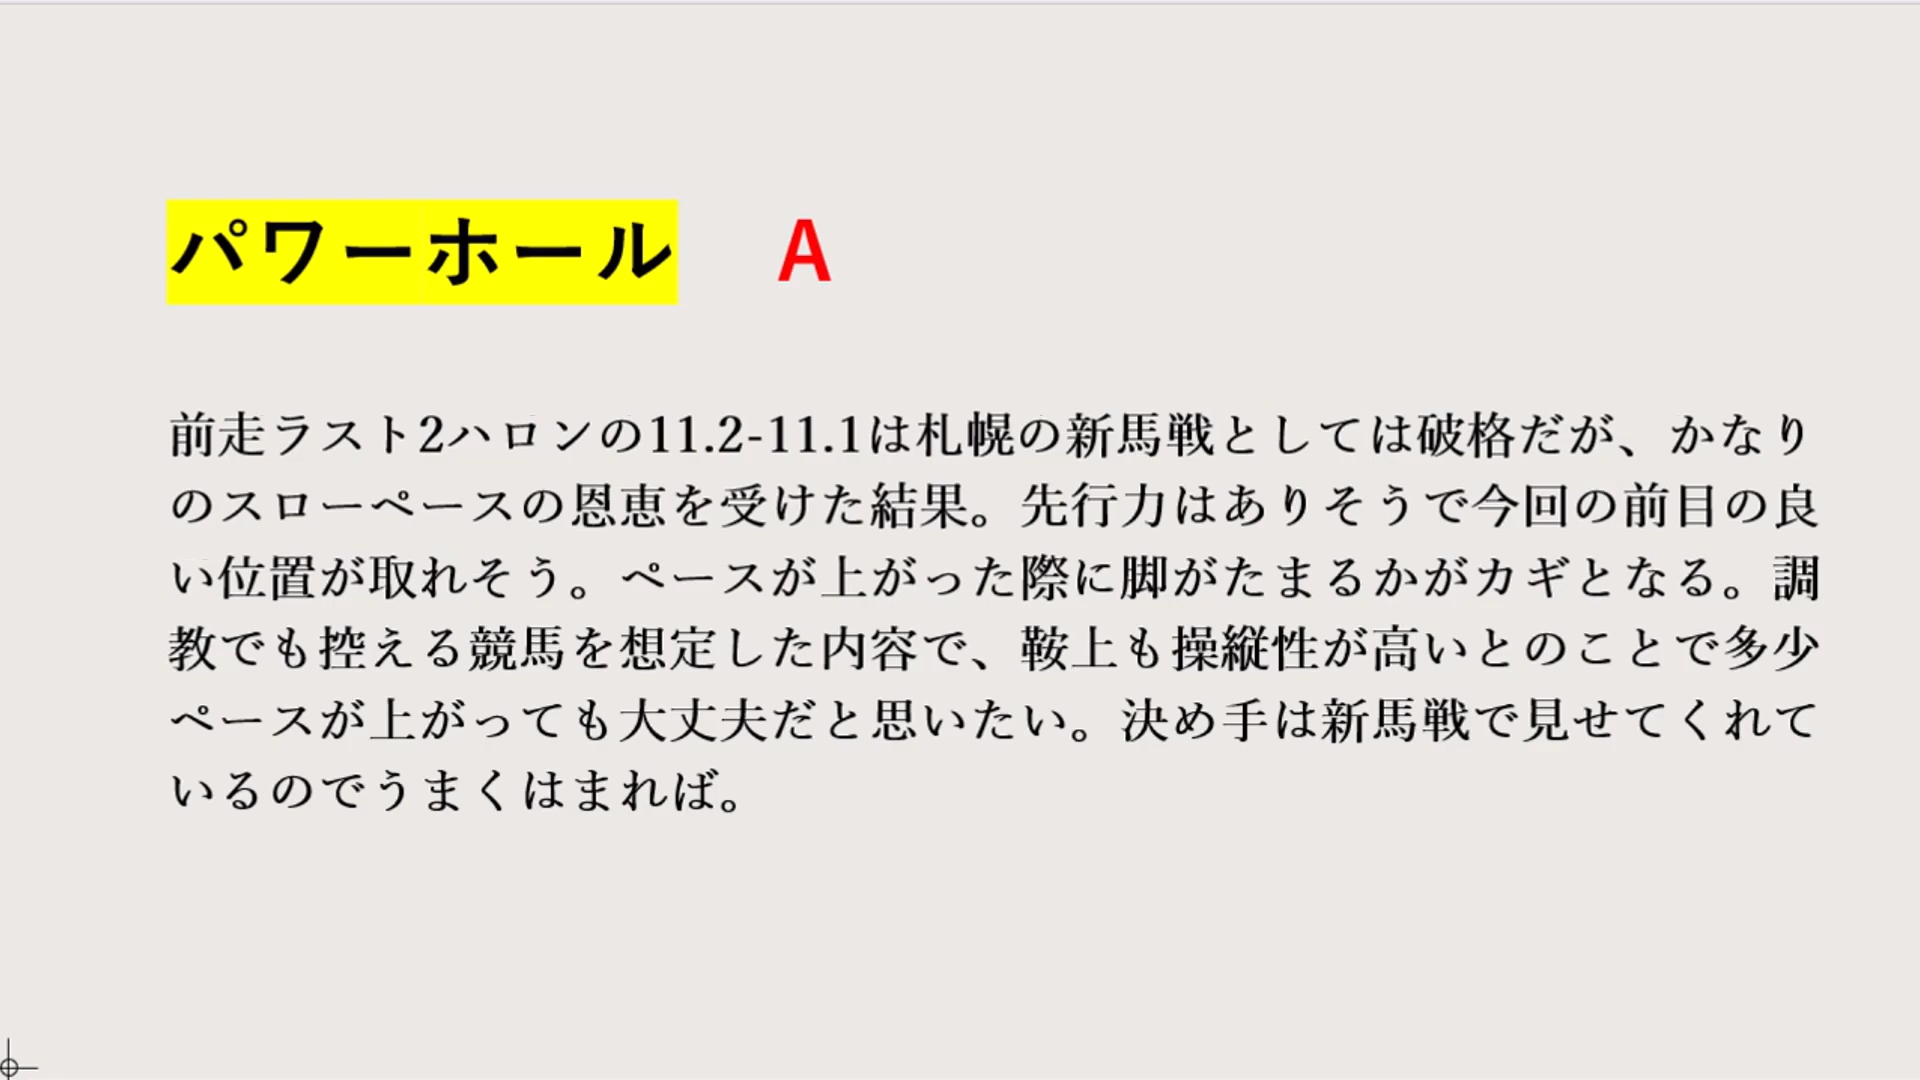 パワーホール A
前走ラスト2ハロンの11.2-11.1は札幌の新馬戦としては破格だが、かなり
のスローペースの恩恵を受けた結果。先行力はありそうで今回の前目の良
い位置が取れそう。ペースが上がった際に脚がたまるかがカギとなる。調
教でも控える競馬を想定した内容で、鞍上も操縦性が高いとのことで多少
ペースが上がっても大丈夫だと思いたい。決め手は新馬戦で見せてくれて
いるのでうまくはまれば。